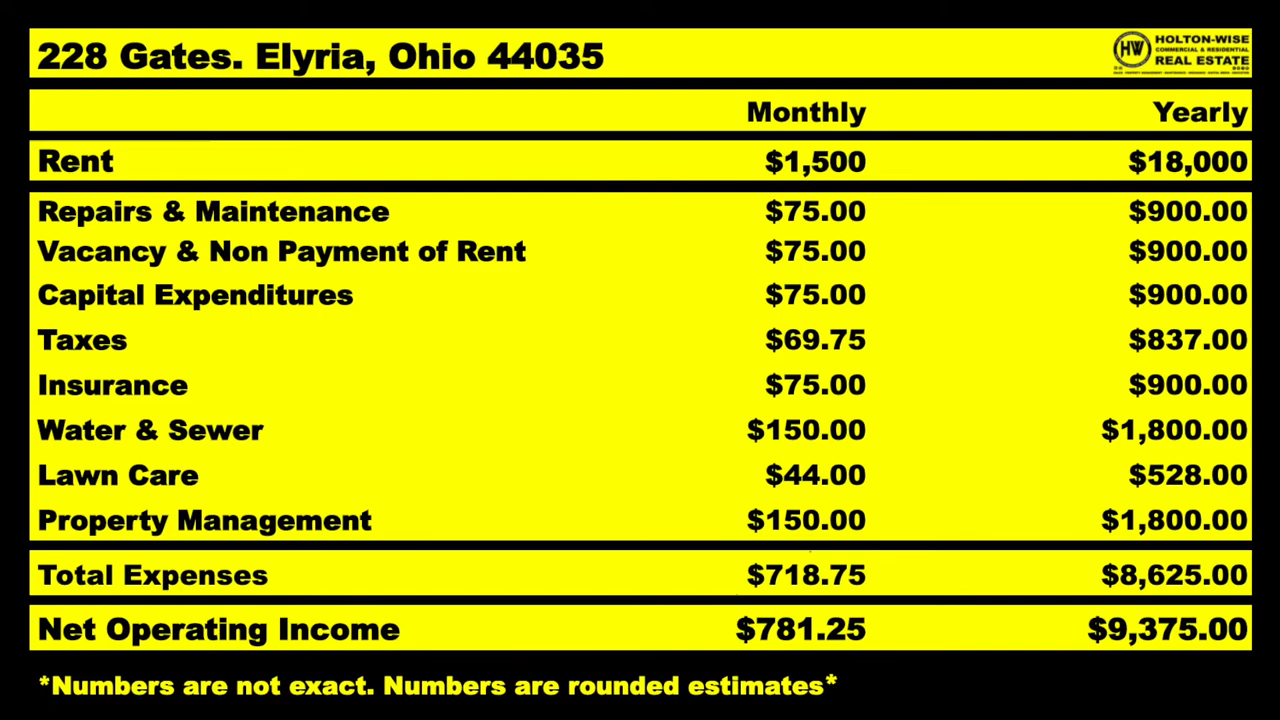 228 Gates. Elyria, Ohio 44035
HOLTON-WISE
COMMERCIAL & RESIDENTIAL
REAL ESTATE
Monthly Yearly
Rent $1,500 $18,000
Repairs & Maintenance $75.00 $900.00
Vacancy & Non Payment of Rent $75.00 $900.00
Capital Expenditures $75.00 $900.00
Taxes $69.75 $837.00
Insurance $75.00 $900.00
Water & Sewer $150.00 $1,800.00
Lawn Care $44.00 $528.00
Property Management $150.00 $1,800.00
Total Expenses $718.75 $8,625.00
Net Operating Income $781.25 $9,375.00
*Numbers are not exact. Numbers are rounded estimates*